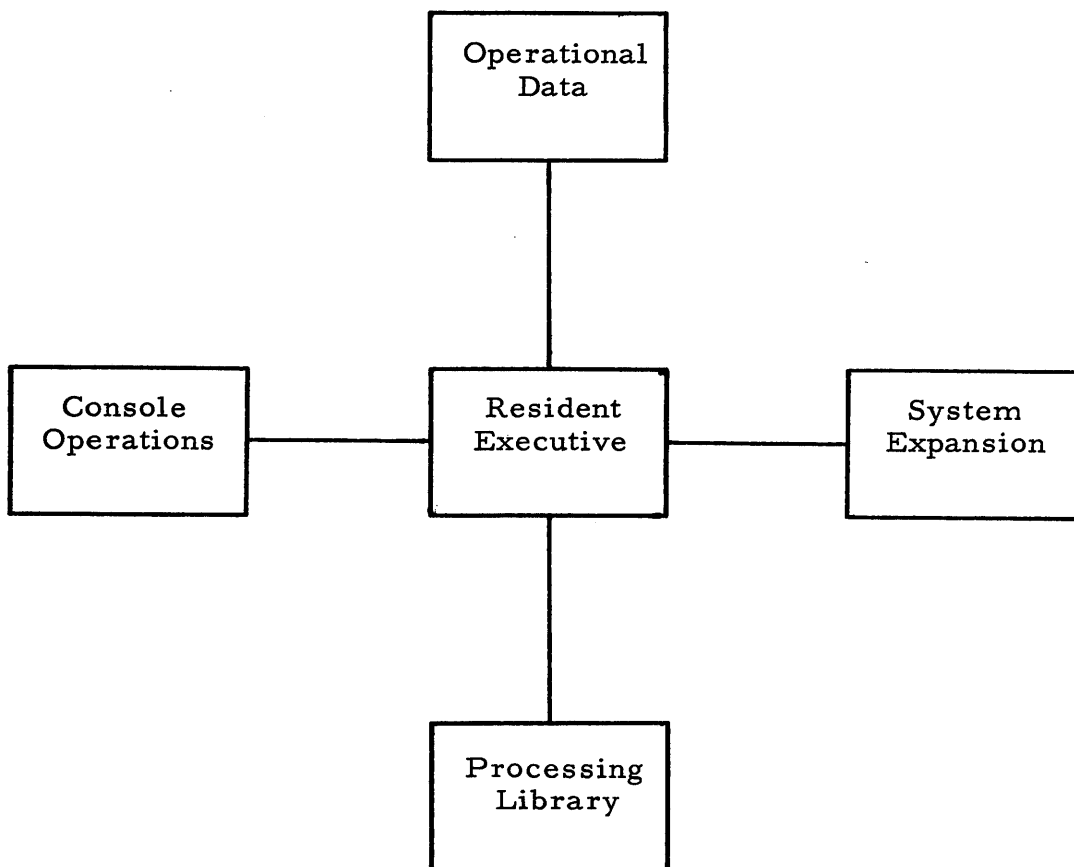 Operational
Data
Console
Operations
Resident
Executive
System
Expansion
Processing
Library